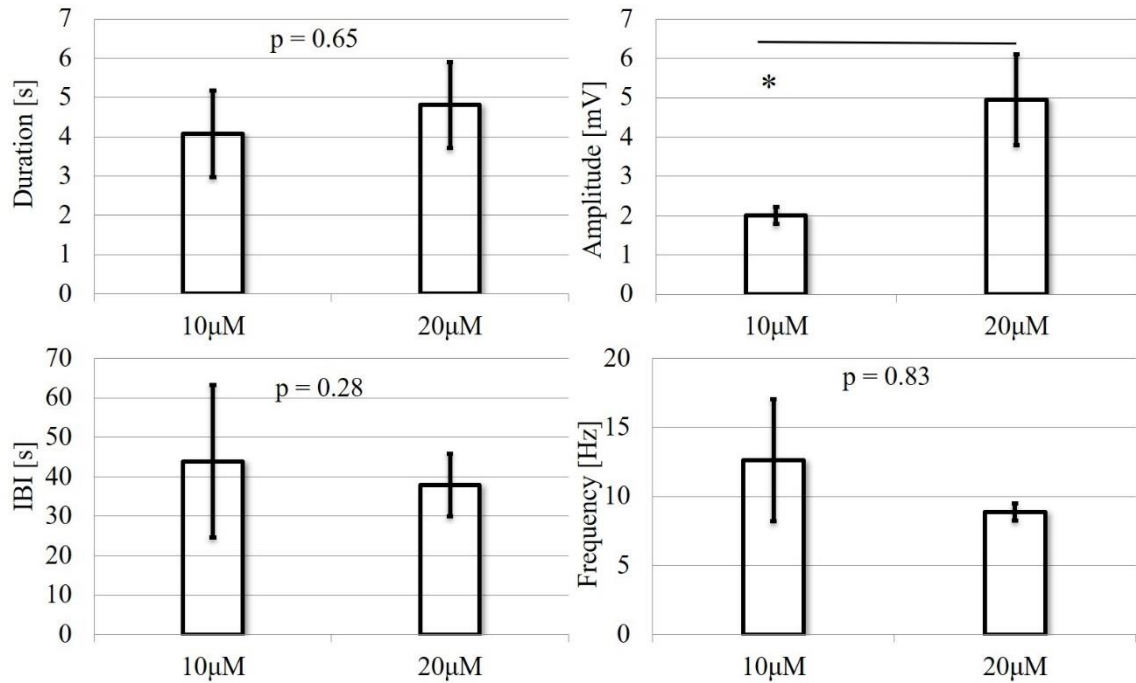 Duration [s]
7
6
5
4
3
2
1
0
p = 0.65
10μM 20μM
Amplitude [mV]
7
6
5
4
3
2
1
0
*
10μM 20μM
IBI [s]
70
60
50
40
30
20
10
0
p = 0.28
10μM 20μM
Frequency [Hz]
20
15
10
5
0
p = 0.83
10μM 20μM